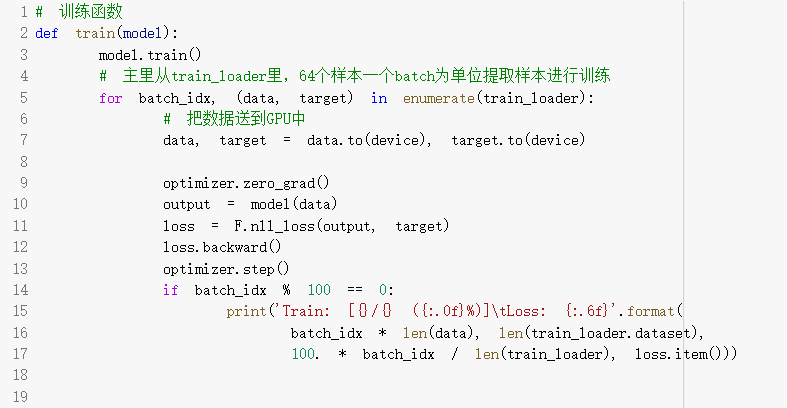 1 # 训练函数
2 def train(model):
3 model.train()
4 # 主里从train_loader里，64个样本一个batch为单位提取样本进行训练
5 for batch_idx, (data, target) in enumerate(train_loader):
6 # 把数据送到GPU中
7 data, target = data.to(device), target.to(device)
8
9 optimizer.zero_grad()
10 output = model(data)
11 loss = F.nll_loss(output, target)
12 loss.backward()
13 optimizer.step()
14 if batch_idx % 100 == 0:
15 print('Train: [{}/{} ({:.0f}%)]\tLoss: {:.6f}'.format(
16 batch_idx * len(data), len(train_loader.dataset),
17 100. * batch_idx / len(train_loader), loss.item()))
18
19